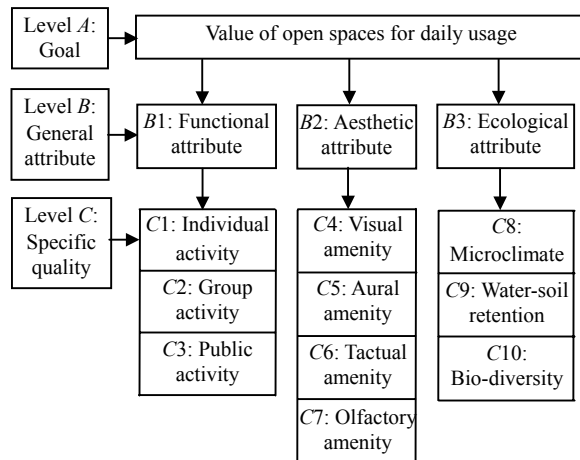 Level A:
Goal
Value of open spaces for daily usage
Level B:
General
attribute
B1: Functional
attribute
B2: Aesthetic
attribute
B3: Ecological
attribute
Level C:
Specific
quality
C1: Individual
activity
C2: Group
activity
C3: Public
activity
C4: Visual
amenity
C5: Aural
amenity
C6: Tactual
amenity
C7: Olfactory
amenity
C8:
Microclimate
C9: Water-soil
retention
C10:
Bio-diversity